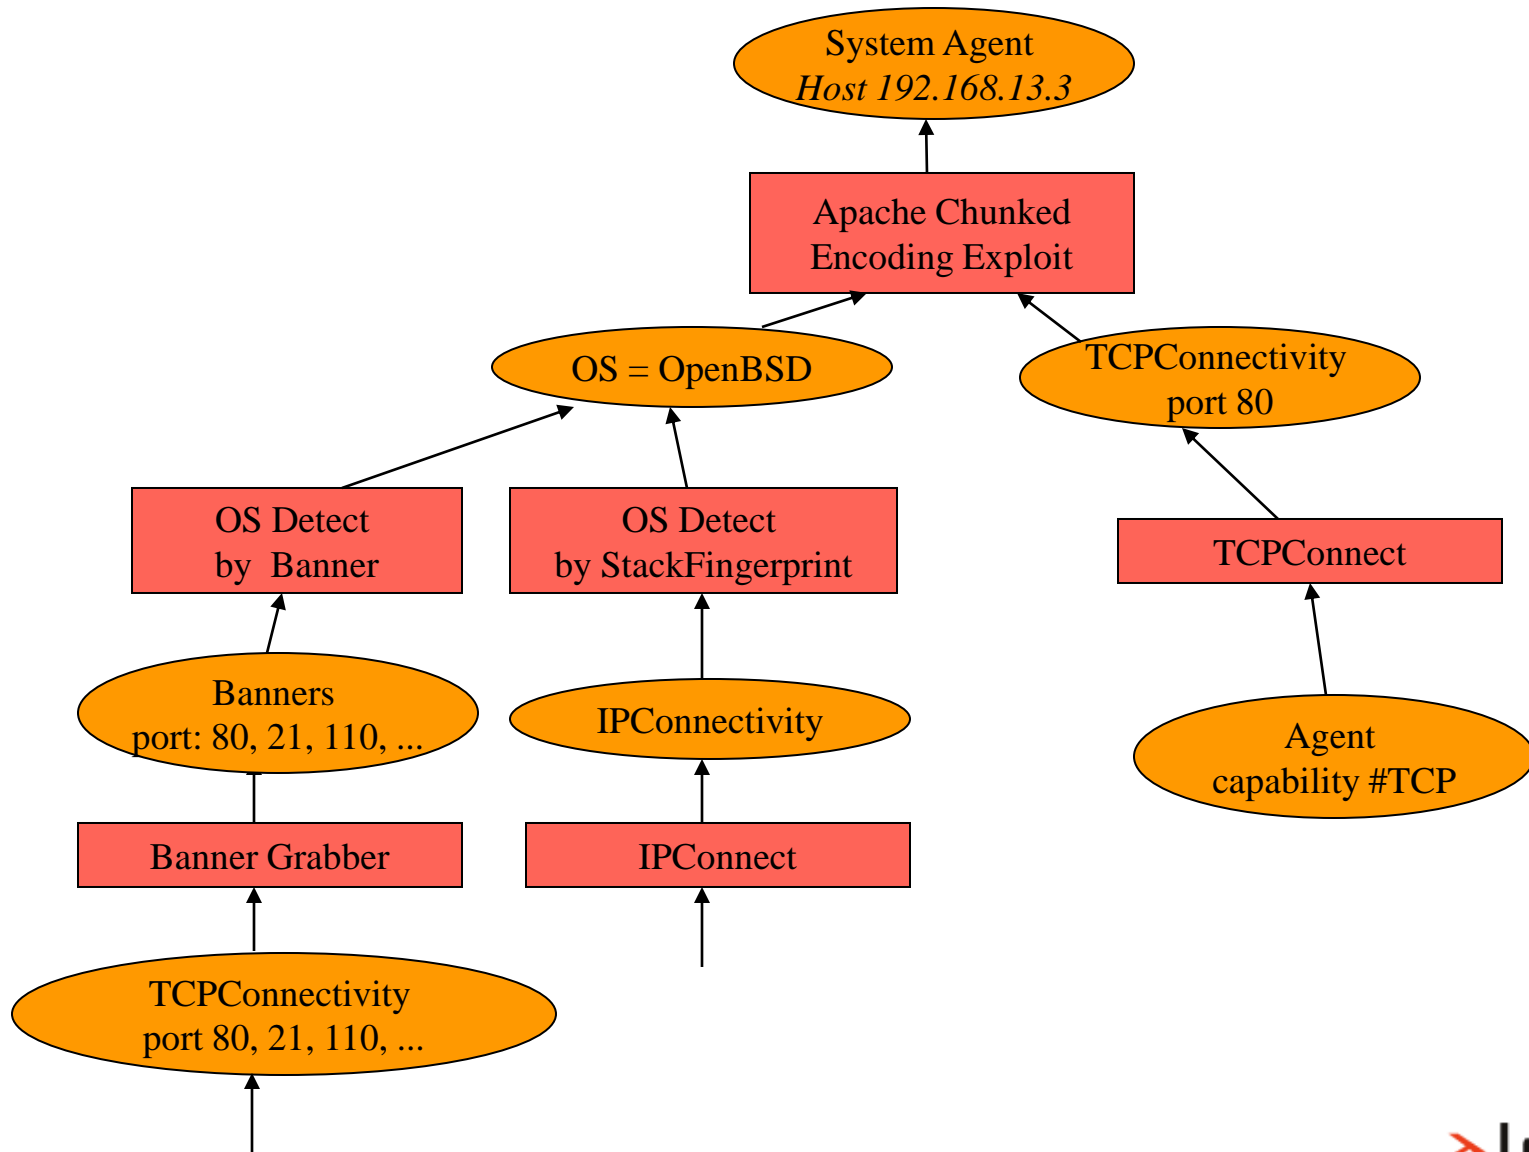 System Agent
Host 192.168.13.3
Apache Chunked
Encoding Exploit
OS = OpenBSD
TCPConnectivity
port 80
OS Detect
by Banner
OS Detect
by StackFingerprint
TCPConnect
Banners
port: 80, 21, 110, ...
IPConnectivity
Agent
capability #TCP
Banner Grabber
IPConnect
TCPConnectivity
port 80, 21, 110, ...